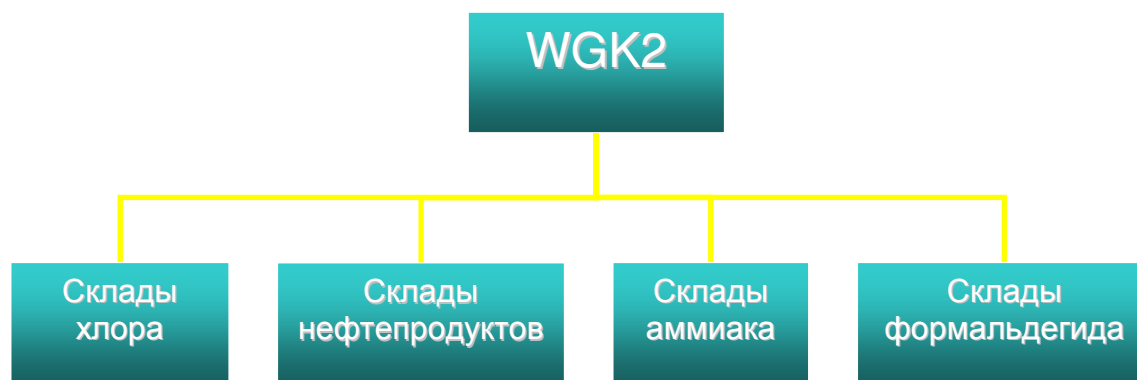 WGK2
Склады
хлора
Склады
нефтепродуктов
Склады
аммиака
Склады
формальдегида